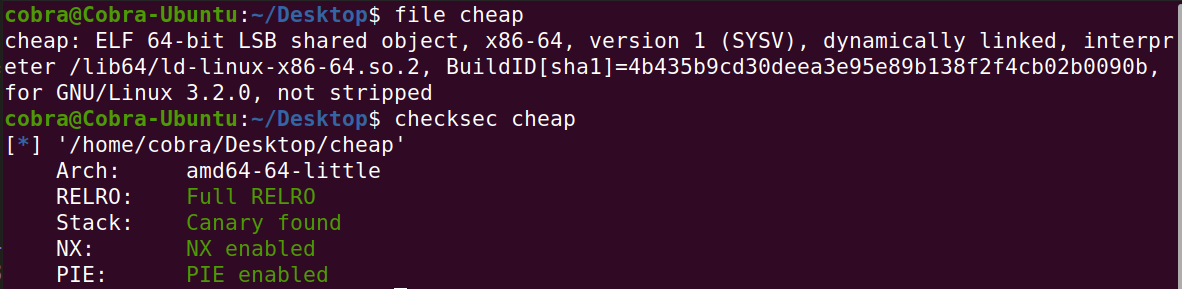 cobra@Cobra-Ubuntu:~/Desktop$ file cheap
cheap: ELF 64-bit LSB shared object, x86-64, version 1 (SYSV), dynamically linked, interpr
eter /lib64/ld-linux-x86-64.so.2, BuildID[sha1]=4b435b9cd30deea3e95e89b138f2f4cb02b0090b,
for GNU/Linux 3.2.0, not stripped
cobra@Cobra-Ubuntu:~/Desktop$ checksec cheap
[*] '/home/cobra/Desktop/cheap'
    Arch:     amd64-64-little
    RELRO:    Full RELRO
    Stack:    Canary found
    NX:       NX enabled
    PIE:      PIE enabled